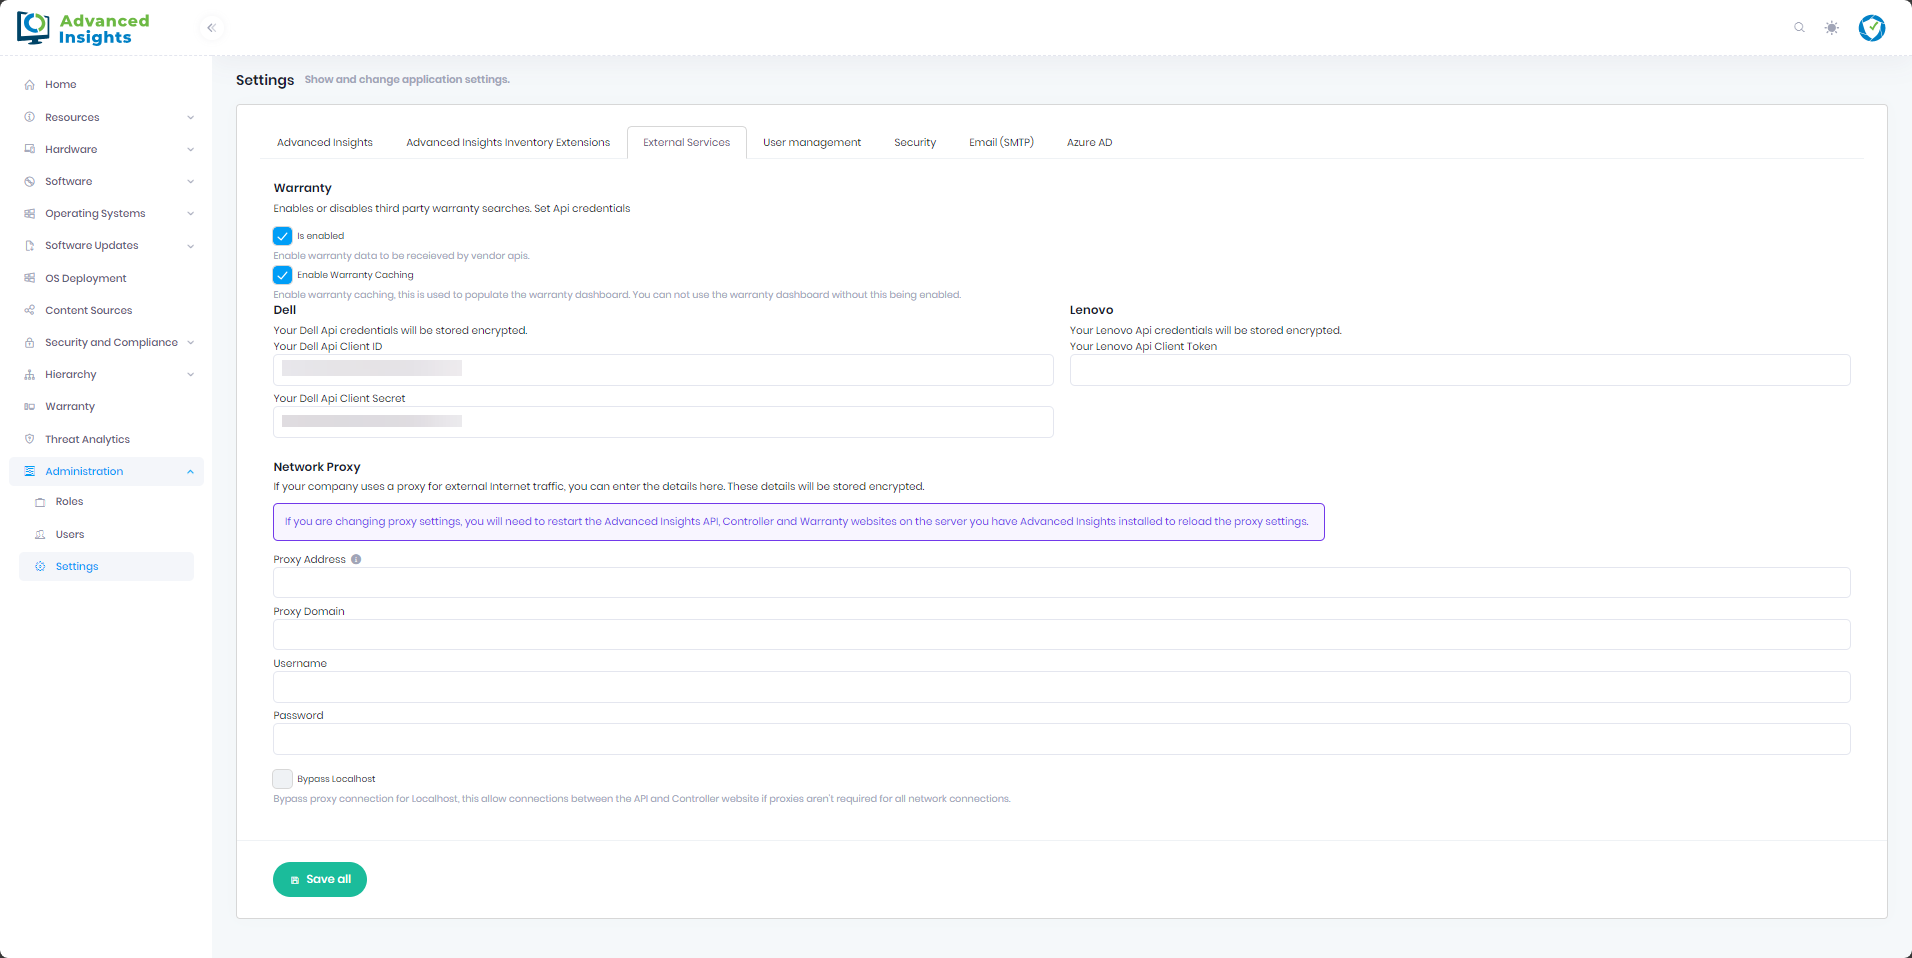 Advanced
Insights
Home
Resources
Hardware
Software
Operating Systems
Software Updates
OS Deployment
Content Sources
Security and Compliance
Hierarchy
Warranty
Threat Analytics
Administration
Roles
Users
Settings
Settings Show and change application settings.
Advanced Insights Advanced Insights Inventory Extensions External Services User management Security Email (SMTP) Azure AD
Warranty
Enables or disables third party warranty searches. Set Api credentials
Is enabled
Enable warranty data to be receieved by vendor apis.
Enable Warranty Caching
Enable warranty caching, this is used to populate the warranty dashboard. You can not use the warranty dashboard without this being enabled.
Dell
Your Dell Api credentials will be stored encrypted.
Your Dell Api Client ID
Your Dell Api Client Secret
Lenovo
Your Lenovo Api credentials will be stored encrypted.
Your Lenovo Api Client Token
Network Proxy
If your company uses a proxy for external Internet traffic, you can enter the details here. These details will be stored encrypted.
If you are changing proxy settings, you will need to restart the Advanced Insights API, Controller and Warranty websites on the server you have Advanced Insights installed to reload the proxy settings.
Proxy Address
Proxy Domain
Username
Password
Bypass Localhost
Bypass proxy connection for Localhost, this allow connections between the API and Controller website if proxies aren't required for all network connections.
Save all